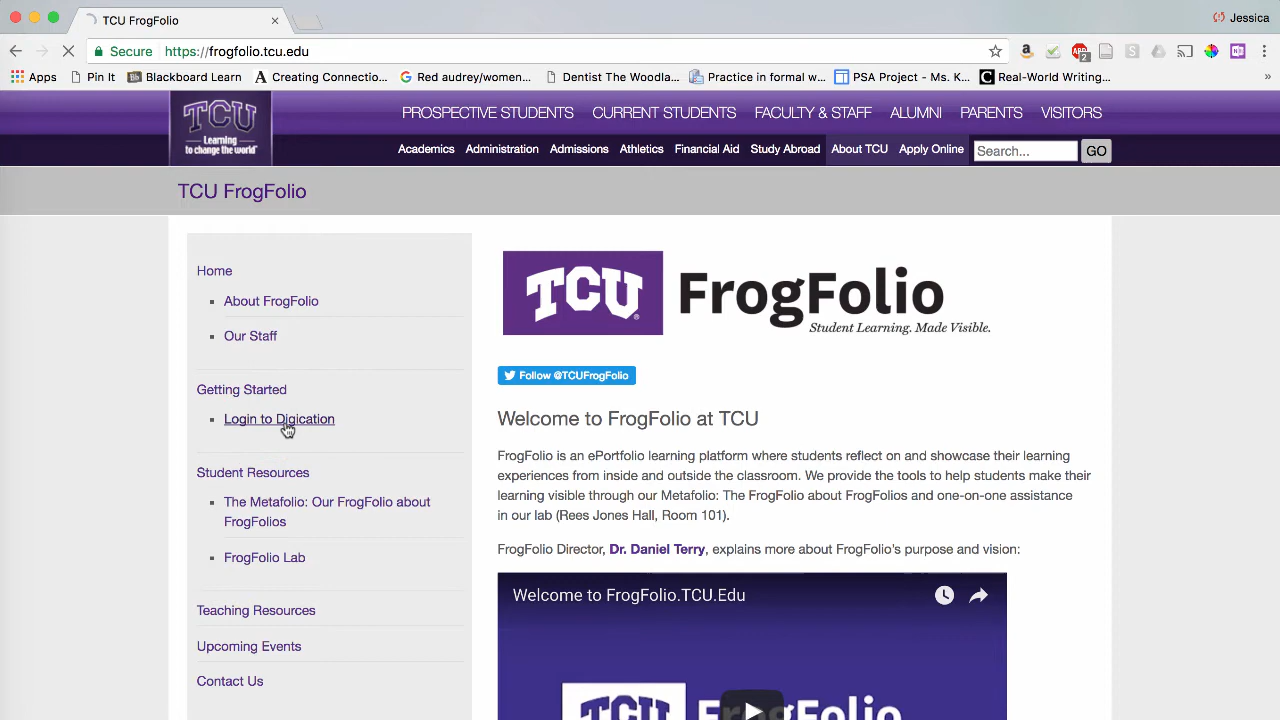 TCU FrogFolio
Jessica
Secure https://frogfolio.tcu.edu
2
Apps Pin It Bb Blackboard Learn Creating Connectio... Red carpet/women... Dentist The Woodla... Practice in formal w... PSA Project - Ms. K... Real-World Writing... »
TCU
Learning
to change the world™
PROSPECTIVE STUDENTS CURRENT STUDENTS FACULTY & STAFF ALUMNI PARENTS VISITORS
Academics Administration Admissions Athletics Financial Aid Study Abroad About TCU Apply Online Search... GO
TCU FrogFolio
Home
About FrogFolio
Our Staff
Getting Started
Login to Digication
Student Resources
The Metafolio: Our FrogFolio about
FrogFolios
FrogFolio Lab
Teaching Resources
Upcoming Events
Contact Us
TCU FrogFolio
Student Learning. Made Visible.
Follow @TCUFrogFolio
Welcome to FrogFolio at TCU
FrogFolio is an ePortfolio learning platform where students reflect on and showcase their learning
experiences from inside and outside the classroom. We provide the tools to help students make their
learning visible through our Metafolio: The FrogFolio about FrogFolios and one-on-one assistance
in our lab (Rees Jones Hall, Room 101).
FrogFolio Director, Dr. Daniel Terry, explains more about FrogFolio's purpose and vision:
Welcome to FrogFolio.TCU.Edu
TCU FrogFolio